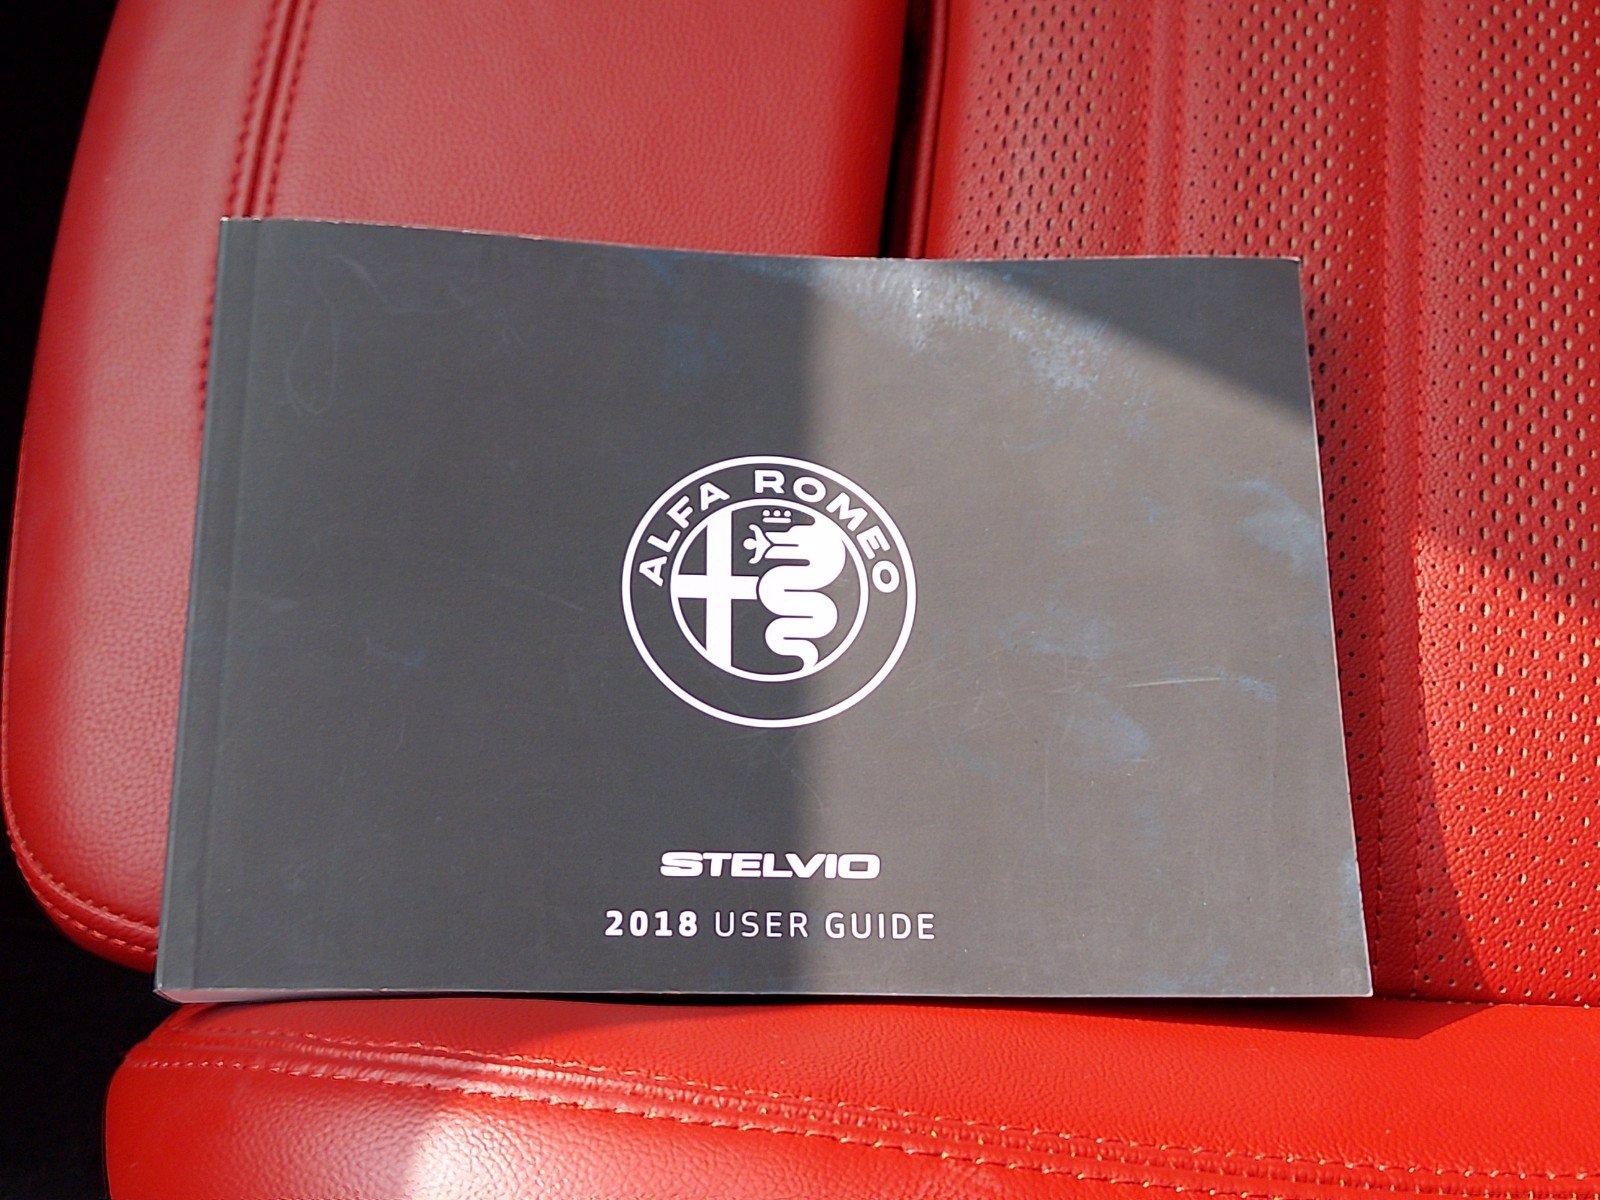 ALFA ROMEO
STELVIO
2018 USER GUIDE